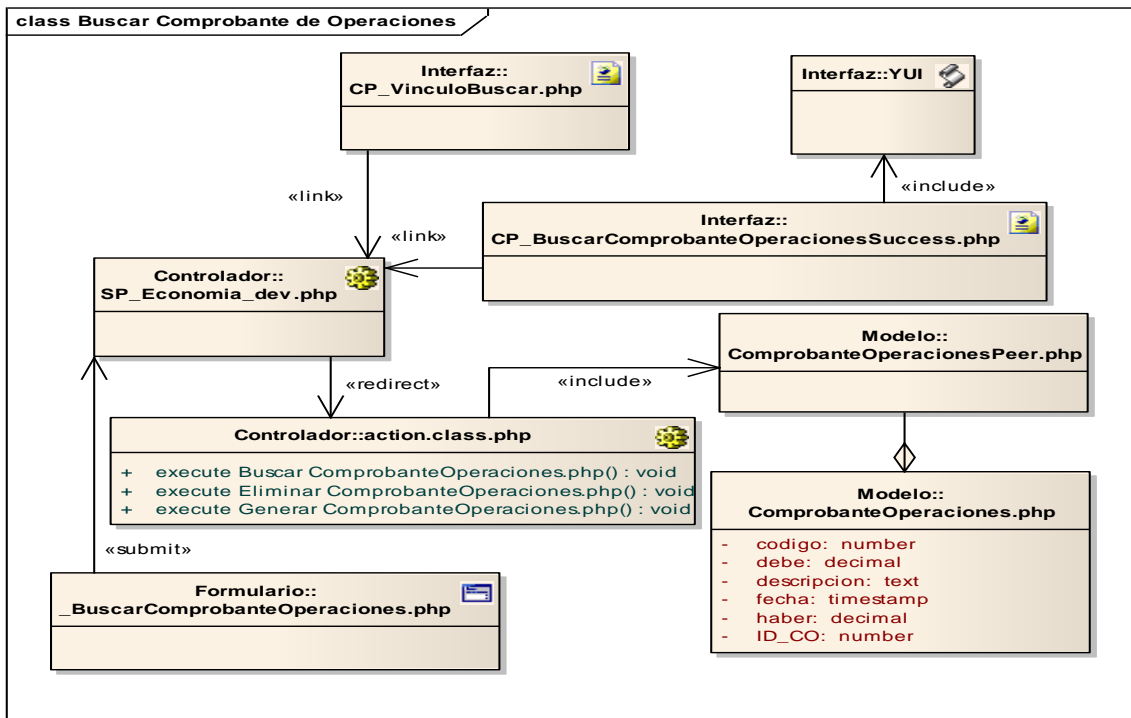 class Buscar Comprobante de Operaciones
Interfaz::
CP_VinculoBuscar.php
Interfaz::YUI
«link»
«include»
Interfaz::
CP_BuscarComprobanteOperacionesSuccess.php
«link»
Controlador::
SP_Economia_dev.php
Modelo::
ComprobanteOperacionesPeer.php
«redirect»
«include»
Controlador::action.class.php
+ execute Buscar ComprobanteOperaciones.php() : void
+ execute Eliminar ComprobanteOperaciones.php() : void
+ execute Generar ComprobanteOperaciones.php() : void
Modelo::
ComprobanteOperaciones.php
- codigo: number
- debe: decimal
- descripcion: text
- fecha: timestamp
- haber: decimal
- ID_CO: number
«submit»
Formulario::
_BuscarComprobanteOperaciones.php